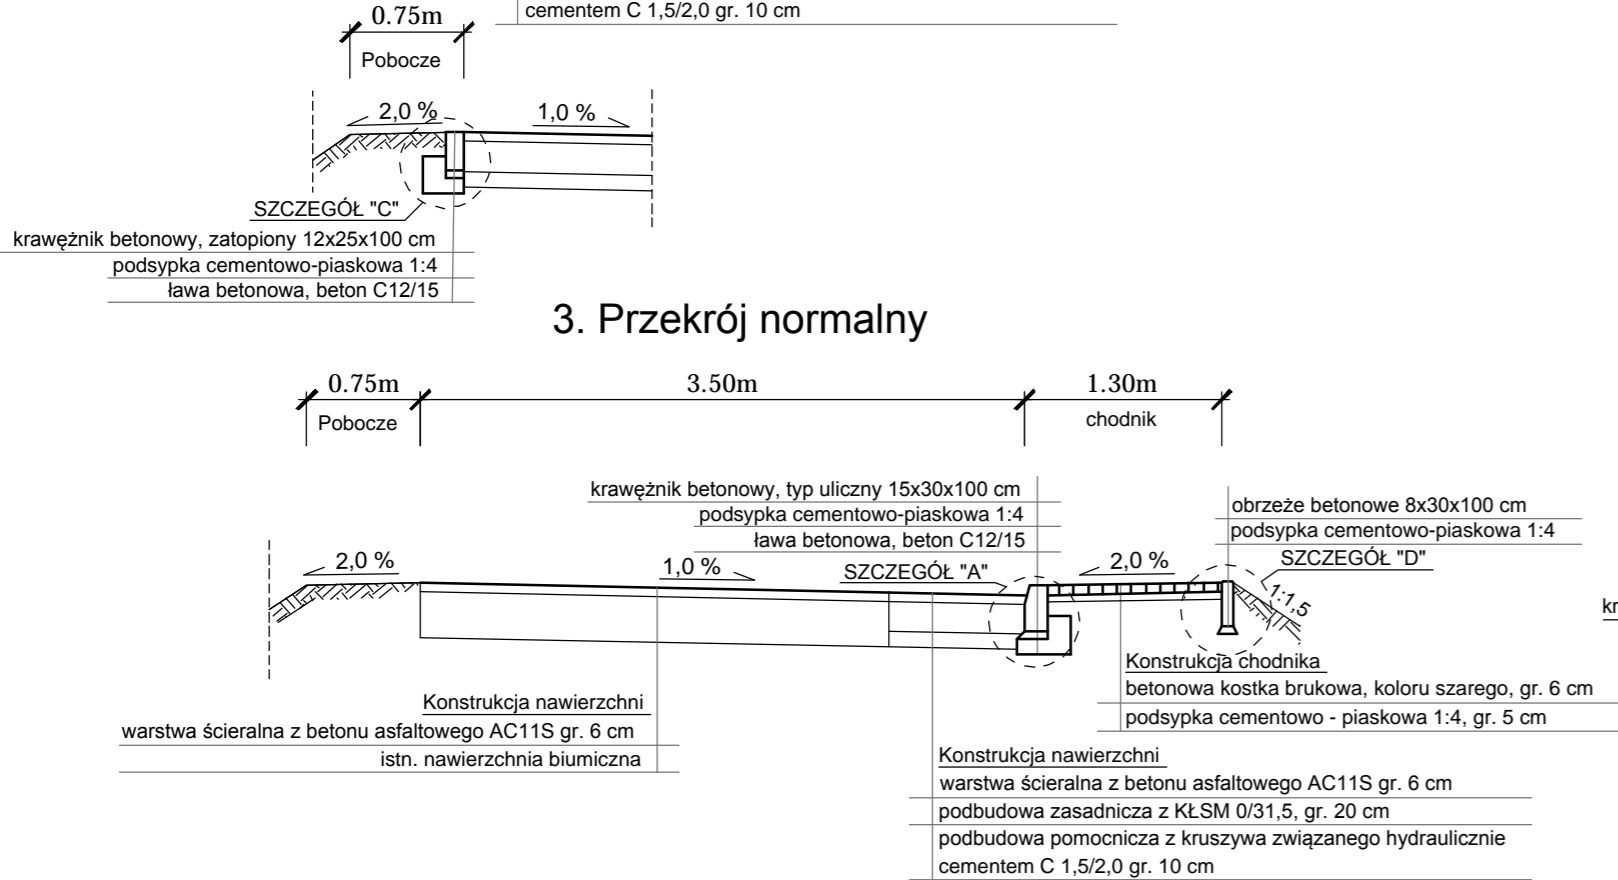 cementem C 1,5/2,0 gr. 10 cm
0.75m
Pobocze
2,0 %
1,0 %
SZCZEGÓŁ "C"
krawężnik betonowy, zatopiony 12x25x100 cm
podsypka cementowo-piaskowa 1:4
ława betonowa, beton C12/15
3. Przekrój normalny
0.75m
3.50m
1.30m
Pobocze
chodnik
krawężnik betonowy, typ uliczny 15x30x100 cm
podsypka cementowo-piaskowa 1:4
ława betonowa, beton C12/15
obrzeże betonowe 8x30x100 cm
podsypka cementowo-piaskowa 1:4
SZCZEGÓŁ "D"
2,0 %
1,0 %
SZCZEGÓŁ "A"
2,0 %
1:1,5
kr
Konstrukcja chodnika
betonowa kostka brukowa, koloru szarego, gr. 6 cm
podsypka cementowo - piaskowa 1:4, gr. 5 cm
Konstrukcja nawierzchni
warstwa ścieralna z betonu asfaltowego AC11S gr. 6 cm
istn. nawierzchnia biumiczna
Konstrukcja nawierzchni
warstwa ścieralna z betonu asfaltowego AC11S gr. 6 cm
podbudowa zasadnicza z KŁSM 0/31,5, gr. 20 cm
podbudowa pomocnicza z kruszywa związanego hydraulicznie
cementem C 1,5/2,0 gr. 10 cm